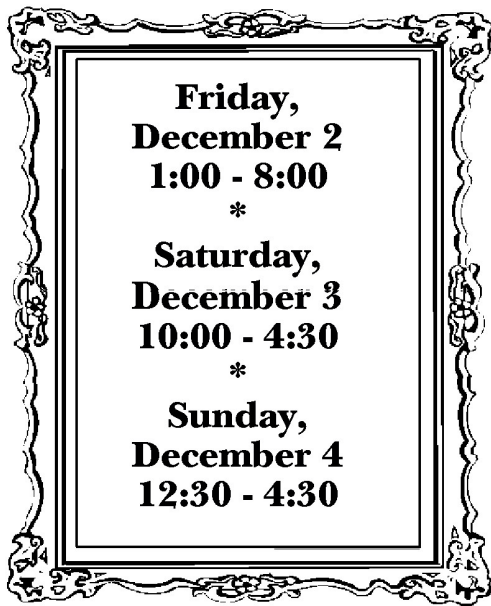 Friday,
December 2
1:00 - 8:00
*
Saturday,
December 3
10:00 - 4:30
*
Sunday,
December 4
12:30 - 4:30